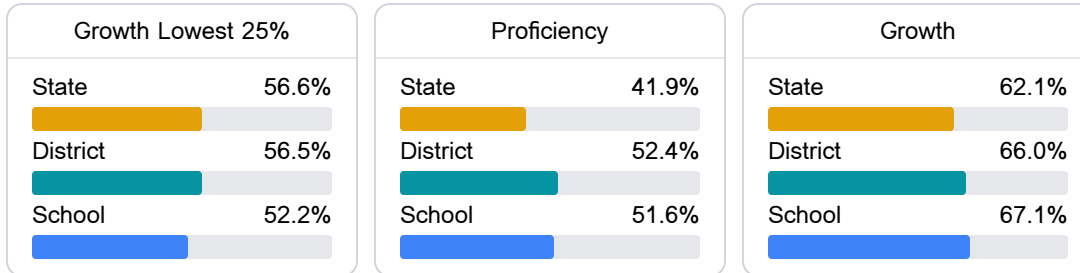 Growth Lowest 25%
State 56.6%
District 56.5%
School 52.2%
Proficiency
State 41.9%
District 52.4%
School 51.6%
Growth
State 62.1%
District 66.0%
School 67.1%